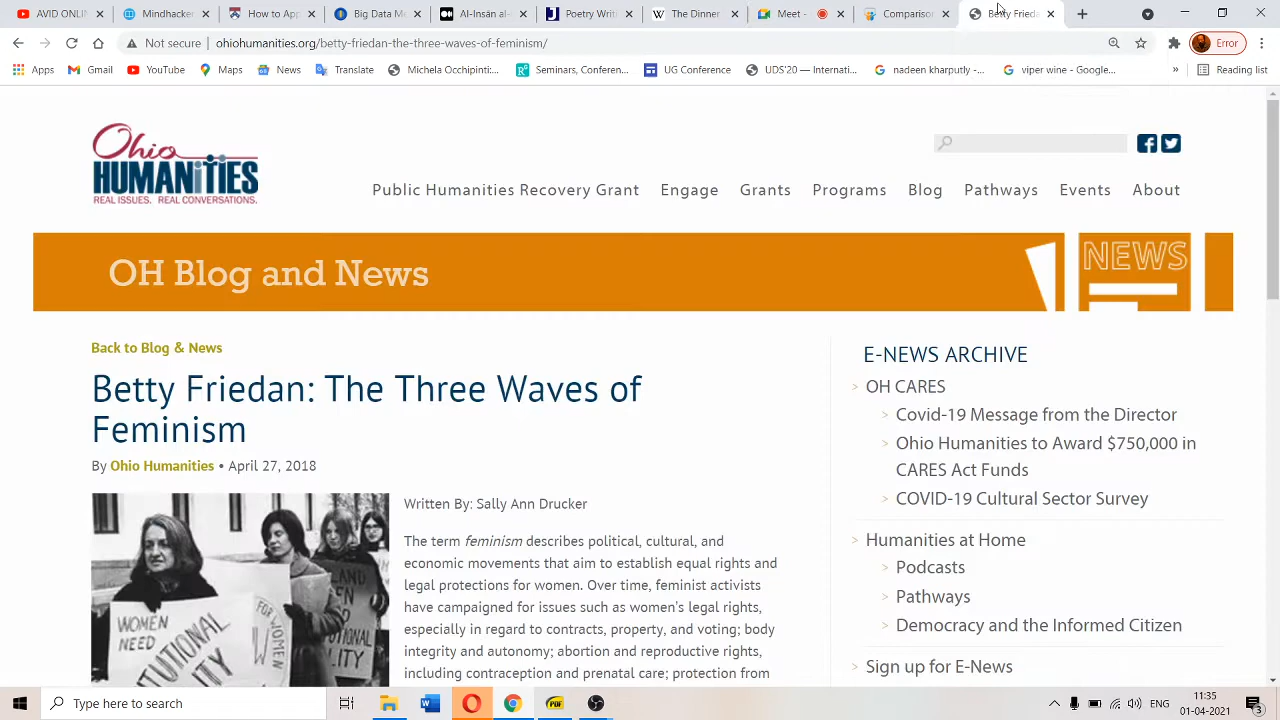 Holidays to
How to Apr
Big Data Me
Al-Insān al-
Poetry Writ
The Dinner
Meet -
Comparisor
Betty Frieda
Not secure
ohiohumanities.org/betty-friedan-the-three-waves-of-feminism/
Error
Apps
Gmail
YouTube
Maps
News
Translate
Michela Occhipinti:...
Seminars, Conferen...
UG Conference
UDS'20 — Internati...
nadeen kharputly -...
viper wine - Google...
»
Reading list
Ohio
HUMANiTiES
REAL ISSUES. REAL CONVERSATIONS.
Public Humanities Recovery Grant
Engage
Grants
Programs
Blog
Pathways
Events
About
OH Blog and News
NEWS
Back to Blog & News
Betty Friedan: The Three Waves of
Feminism
By Ohio Humanities • April 27, 2018
WOMEN
NEED
FOR
Written By: Sally Ann Drucker
The term feminism describes political, cultural, and
economic movements that aim to establish equal rights and
legal protections for women. Over time, feminist activists
have campaigned for issues such as women's legal rights,
especially in regard to contracts, property, and voting; body
integrity and autonomy; abortion and reproductive rights,
including contraception and prenatal care; protection from
E-NEWS ARCHIVE
> OH CARES
> Covid-19 Message from the Director
> Ohio Humanities to Award $750,000 in
CARES Act Funds
> COVID-19 Cultural Sector Survey
> Humanities at Home
> Podcasts
> Pathways
> Democracy and the Informed Citizen
> Sign up for E-News
Type here to search
PDF
ENG
11:35
01-04-2021
3